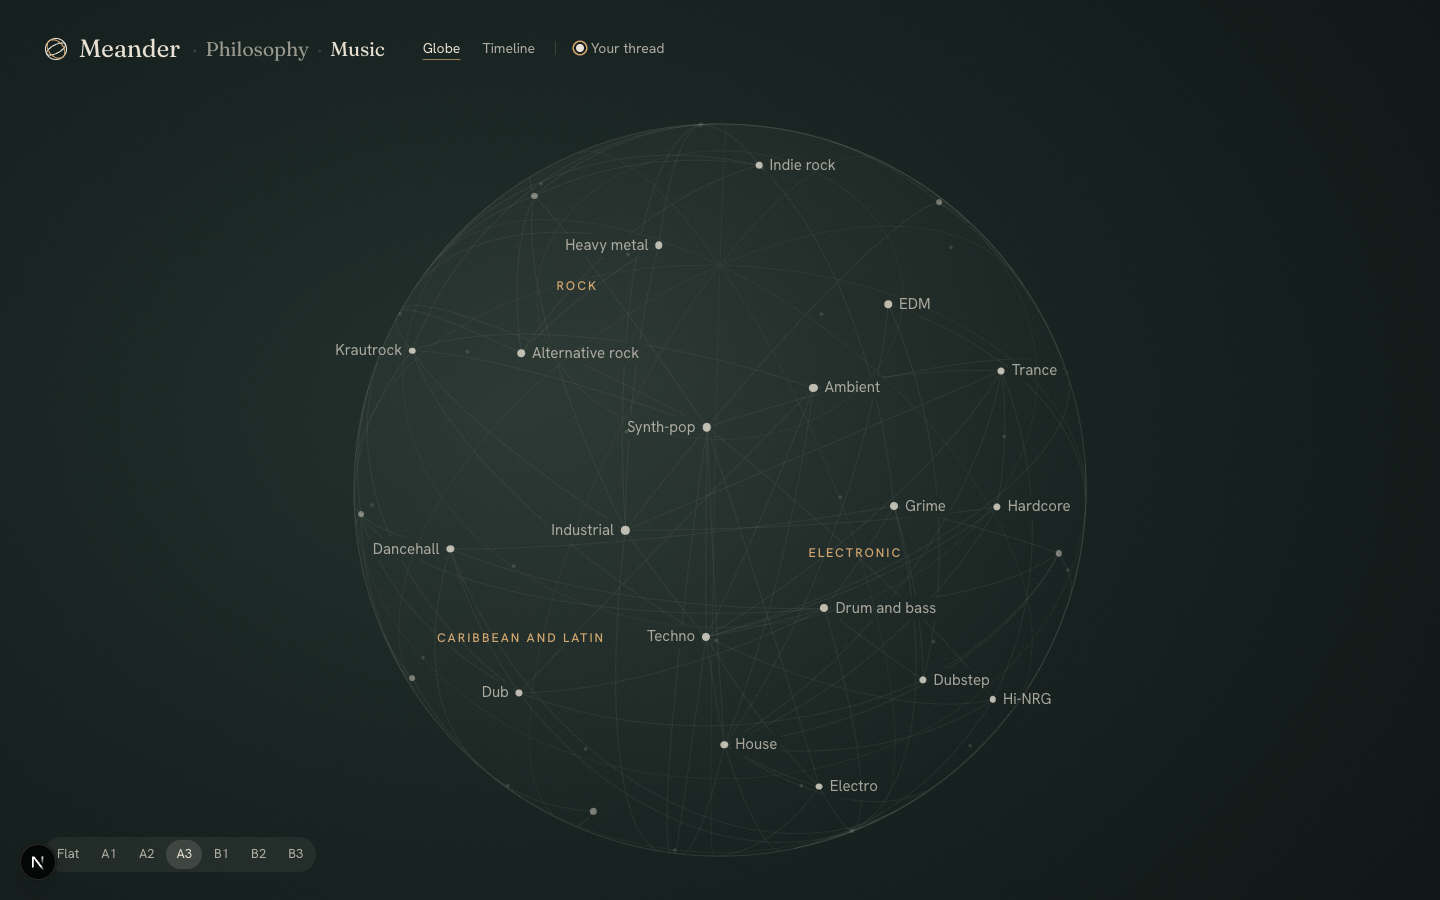 Meander · Philosophy · Music
Globe Timeline Your thread
Indie rock
Heavy metal
ROCK
EDM
Krautrock
Alternative rock
Trance
Ambient
Synth-pop
Grime
Hardcore
Industrial
Dancehall
ELECTRONIC
Drum and bass
CARIBBEAN AND LATIN
Techno
Dubstep
Dub
Hi-NRG
House
Electro
Flat A1 A2 A3 B1 B2 B3
N